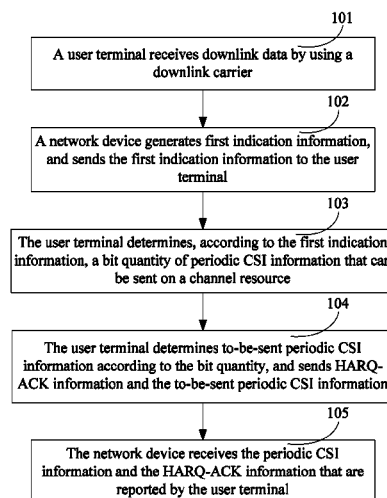 101
A user terminal receives downlink data by using a
downlink carrier
102
A network device generates first indication information,
and sends the first indication information to the user
terminal
103
The user terminal determines, according to the first indication
information, a bit quantity of periodic CSI information that can
be sent on a channel resource
104
The user terminal determines to-be-sent periodic CSI
information according to the bit quantity, and sends HARQ-
ACK information and the to-be-sent periodic CSI information
105
The network device receives the periodic CSI
information and the HARQ-ACK information that are
reported by the user terminal